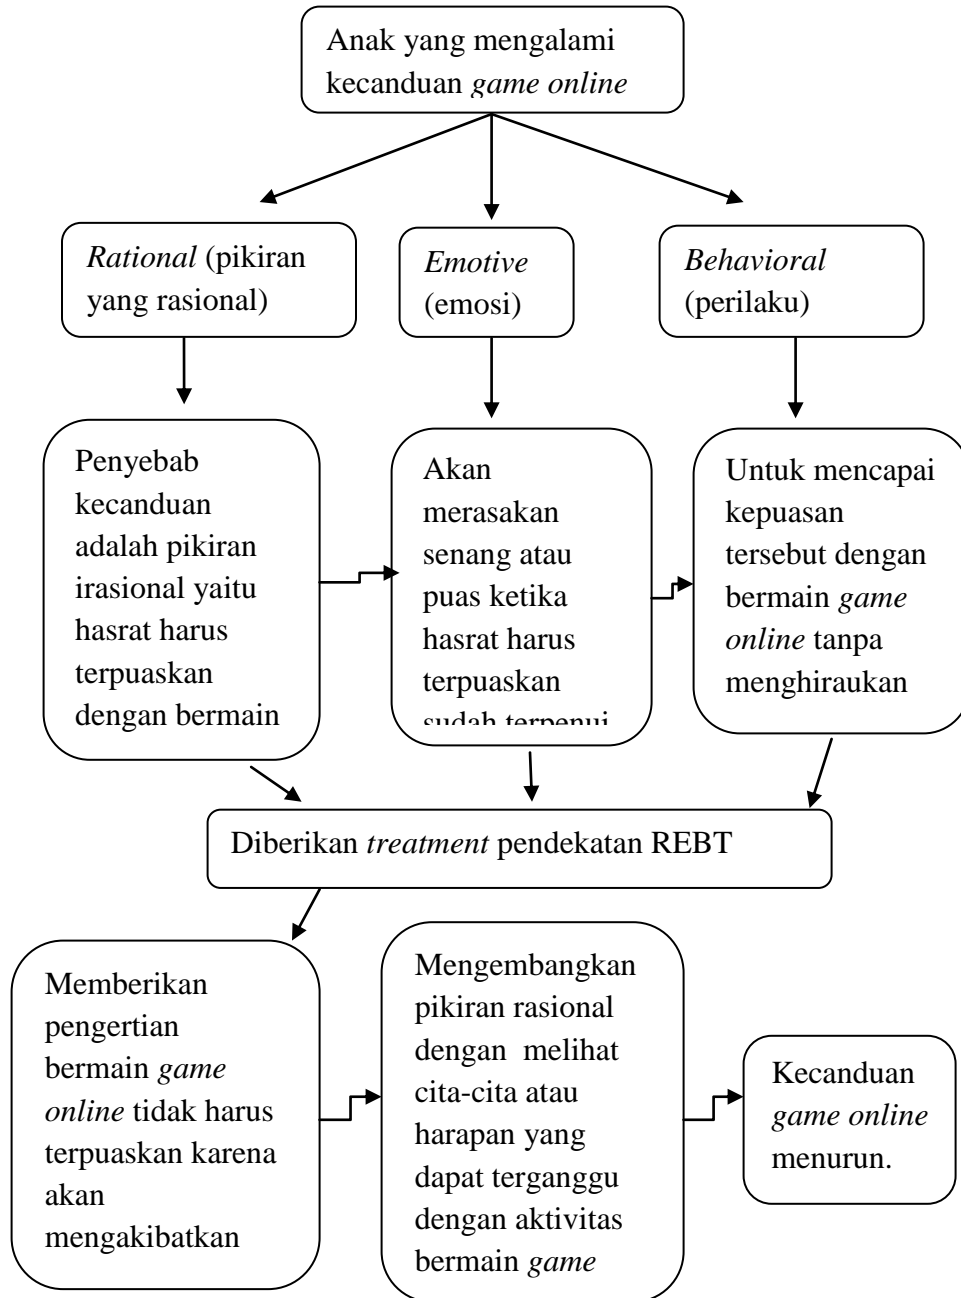 Anak yang mengalami
kecanduan game online
Rational (pikiran
yang rasional)
Emotive
(emosi)
Behavioral
(perilaku)
Penyebab
kecanduan
adalah pikiran
irasional yaitu
hasrat harus
terpuaskan
dengan bermain
Akan
merasakan
senang atau
puas ketika
hasrat harus
terpuaskan
sudah terpenui
Untuk mencapai
kepuasan
tersebut dengan
bermain game
online tanpa
menghiraukan
Diberikan treatment pendekatan REBT
Memberikan
pengertian
bermain game
online tidak harus
terpuaskan karena
akan
mengakibatkan
Mengembangkan
pikiran rasional
dengan melihat
cita-cita atau
harapan yang
dapat terganggu
dengan aktivitas
bermain game
Kecanduan
game online
menurun.